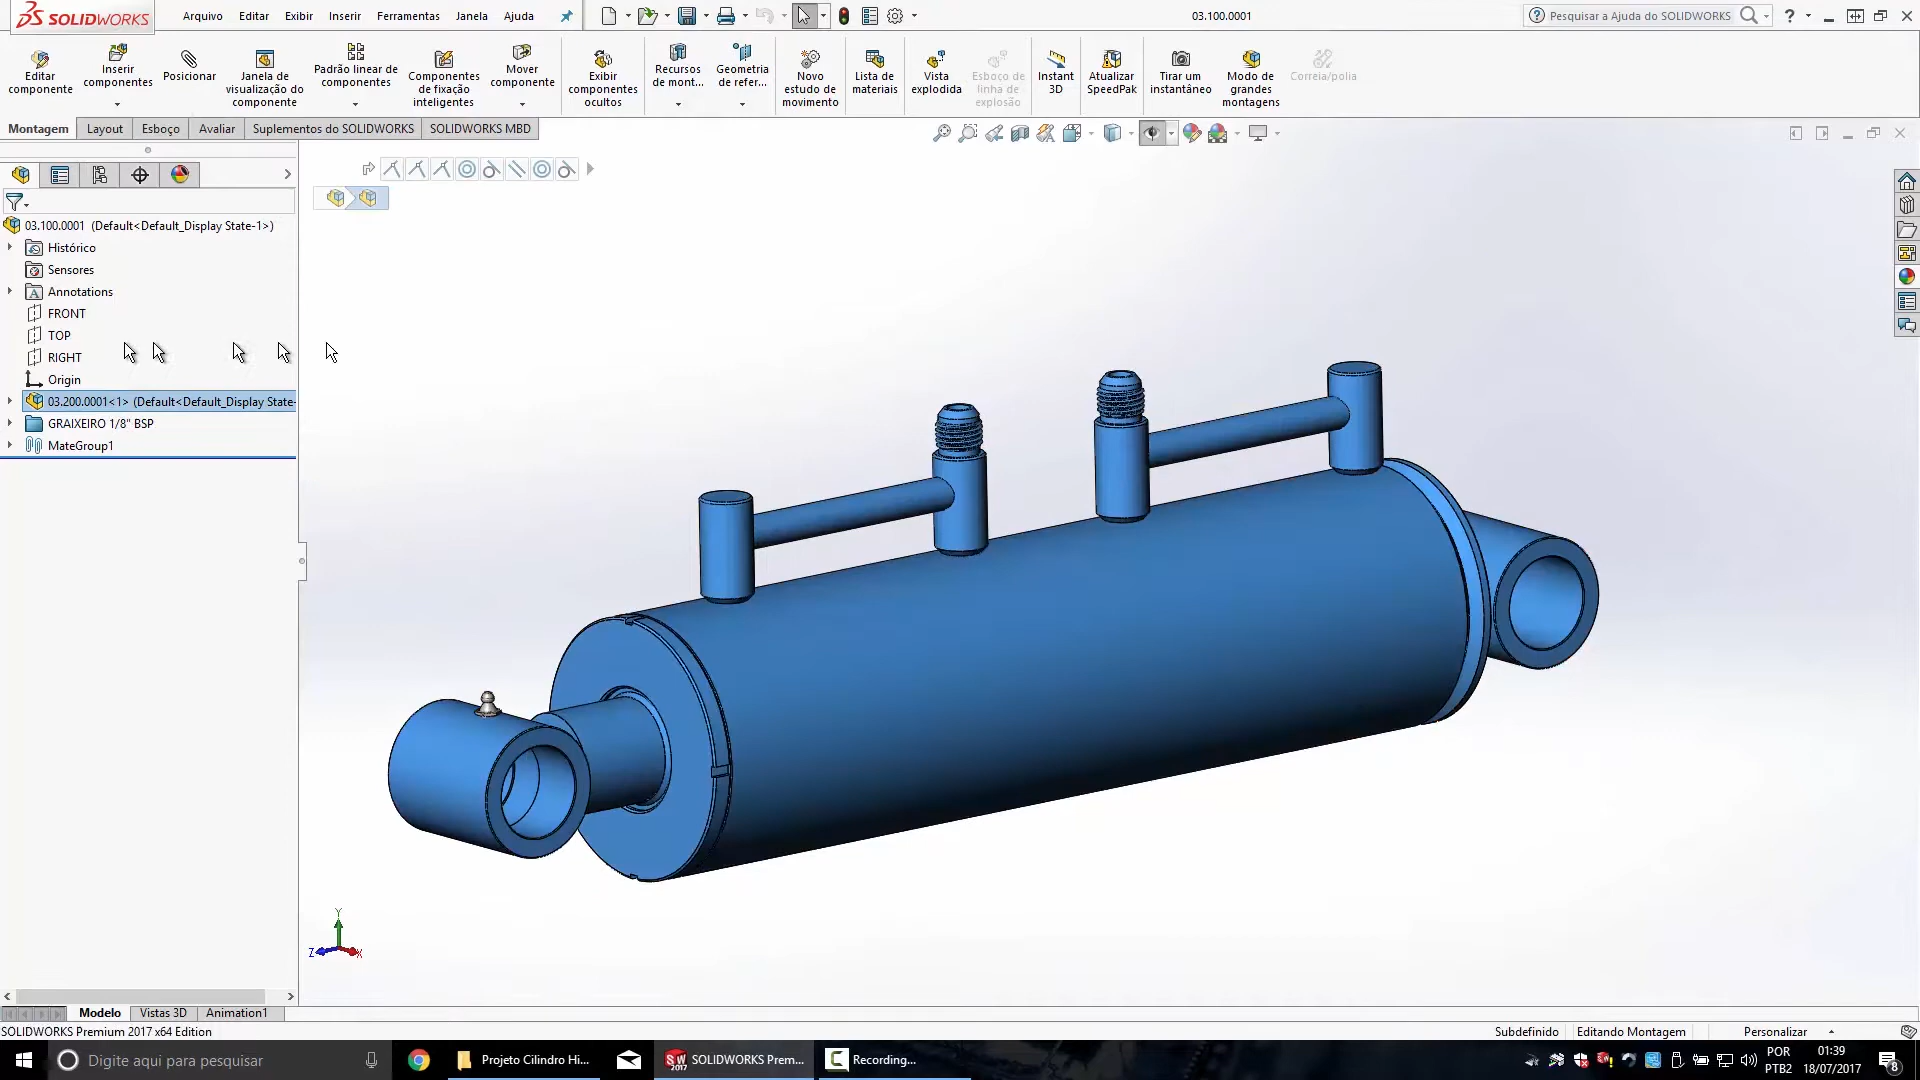 SOLIDWORKS
Arquivo Editar Exibir Inserir Ferramentas Janela Ajuda
03.100.0001
Pesquisar a Ajuda do SOLIDWORKS
Editar
componente
Inserir
componentes
Posicionar
Janela de
visualização do
componente
Padrão linear de
componentes
Componentes
de fixação
inteligentes
Mover
componente
Exibir
componentes
ocultos
Recursos
de mont...
Geometria
de refer...
Novo
estudo de
movimento
Lista de
materiais
Vista
explodida
Esboço de
linha de
explosão
Instant
3D
Atualizar
SpeedPak
Tirar um
instantâneo
Modo de
grandes
montagens
Correia/polia
Montagem Layout Esboço Avaliar Suplementos do SOLIDWORKS SOLIDWORKS MBD
03.100.0001 (Default<Default_Display State-1>)
Histórico
Sensores
Annotations
FRONT
TOP
RIGHT
Origin
03.200.0001<1> (Default<Default_Display State-
GRAIXEIRO 1/8" BSP
MateGroup1
Y
Z
X
Modelo Vistas 3D Animation1
SOLIDWORKS Premium 2017 x64 Edition
Subdefinido Editando Montagem Personalizar
Digite aqui para pesquisar
Projeto Cilindro Hi...
SOLIDWORKS Prem...
Recording...
POR
PTB2
01:39
18/07/2017
8